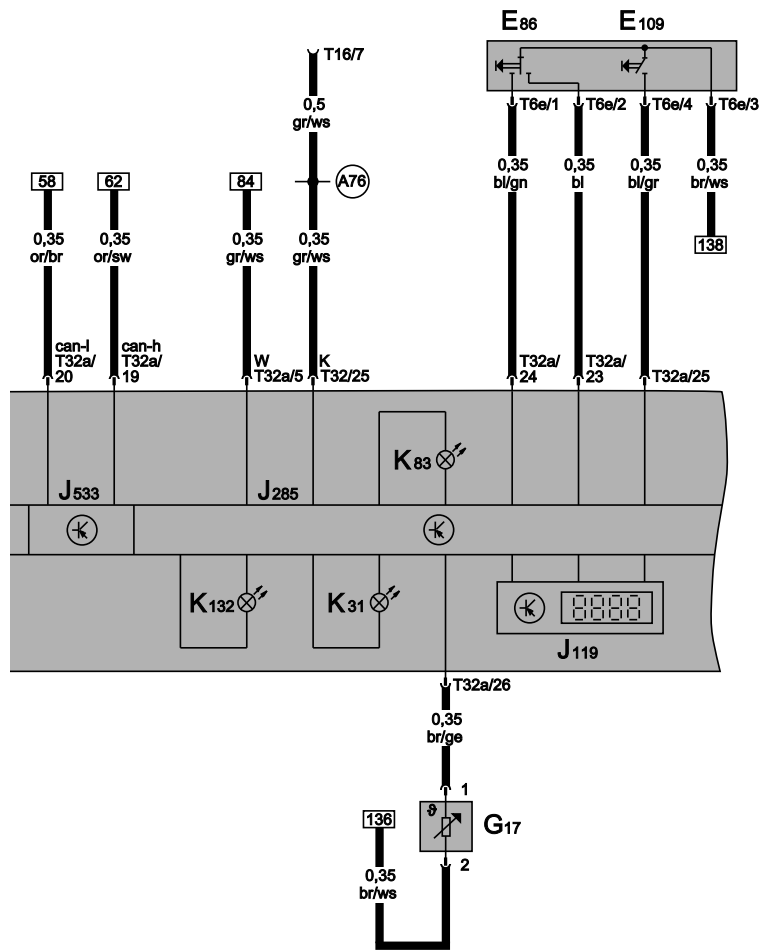 E86 E109
T16/7
T6e/1 T6e/2 T6e/4 T6e/3
0,5
gr/ws
0,35 0,35 0,35 0,35
bl/gn bl bl/gr br/ws
58 62 84 A76
138
0,35 0,35 0,35 0,35
or/br or/sw gr/ws gr/ws
can-l can-h
T32a/ T32a/ W K T32a/ T32a/
20 19 T32a/5 T32/25 24 23 T32a/25
K83
J533 J285
K132 K31
8888
J119
T32a/26
0,35
br/ge
1
136 ϑ G17
2
0,35
br/ws